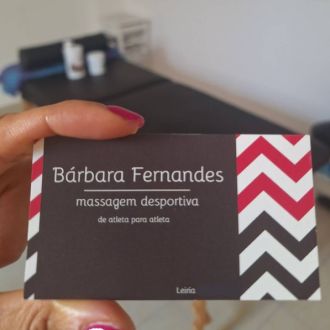 Bárbara Fernandes
massagem desportiva
de atleta para atleta
Leiria